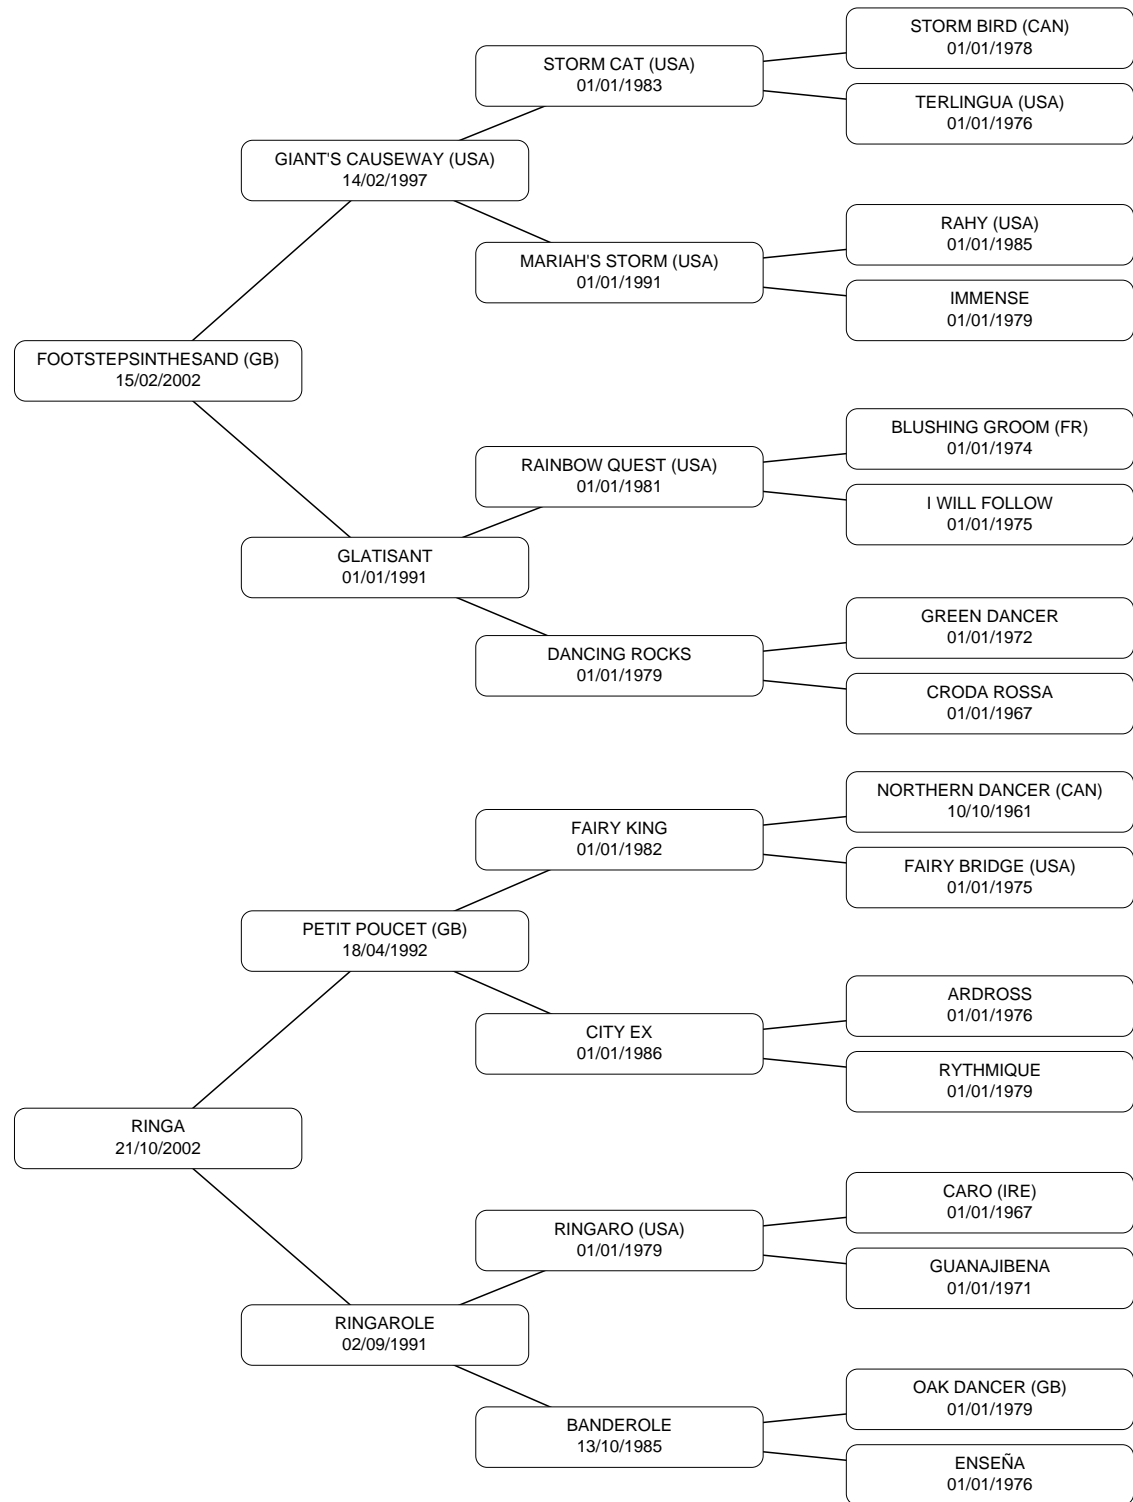 STORM BIRD (CAN)
01/01/1978
STORM CAT (USA)
01/01/1983
TERLINGUA (USA)
01/01/1976
GIANT'S CAUSEWAY (USA)
14/02/1997
RAHY (USA)
01/01/1985
MARIAH'S STORM (USA)
01/01/1991
IMMENSE
01/01/1979
FOOTSTEPSINTHESAND (GB)
15/02/2002
BLUSHING GROOM (FR)
01/01/1974
RAINBOW QUEST (USA)
01/01/1981
I WILL FOLLOW
01/01/1975
GLATISANT
01/01/1991
GREEN DANCER
01/01/1972
DANCING ROCKS
01/01/1979
CRODA ROSSA
01/01/1967
NORTHERN DANCER (CAN)
10/10/1961
FAIRY KING
01/01/1982
FAIRY BRIDGE (USA)
01/01/1975
PETIT POUCET (GB)
18/04/1992
ARDROSS
01/01/1976
CITY EX
01/01/1986
RYTHMIQUE
01/01/1979
RINGA
21/10/2002
CARO (IRE)
01/01/1967
RINGARO (USA)
01/01/1979
GUANAJIBENA
01/01/1971
RINGAROLE
02/09/1991
OAK DANCER (GB)
01/01/1979
BANDEROLE
13/10/1985
ENSEÑA
01/01/1976